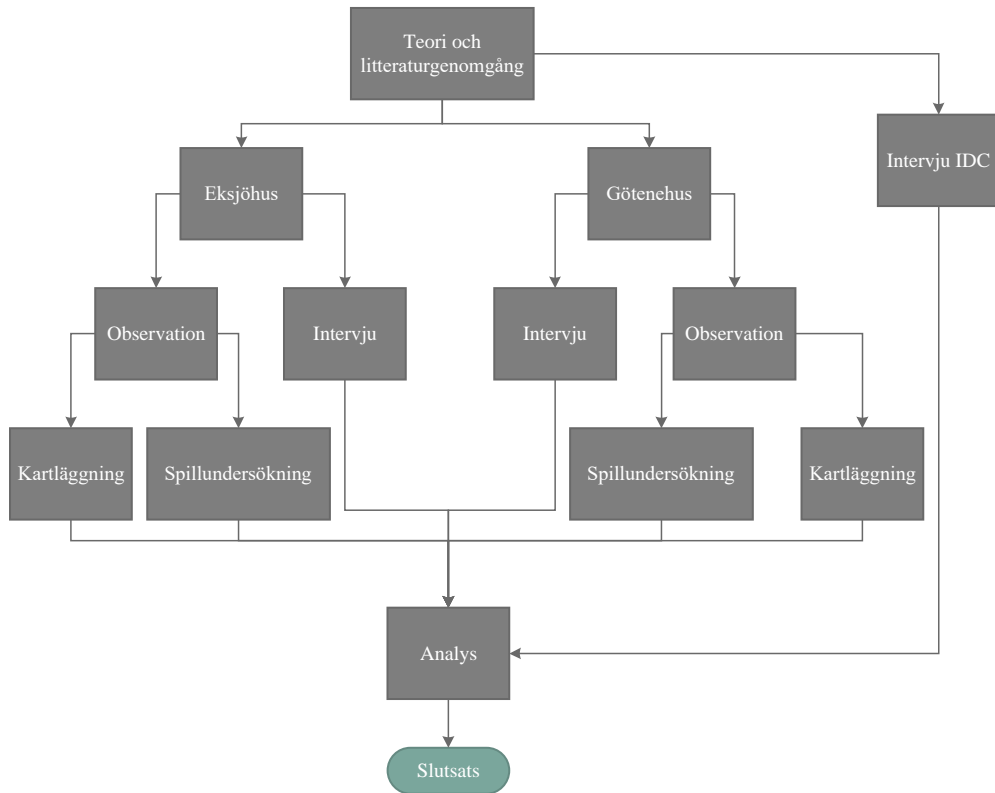 Teori och
litteraturgenomgång
Intervju IDC
Eksjöhus
Götenehus
Observation
Intervju
Intervju
Observation
Kartläggning
Spillundersökning
Spillundersökning
Kartläggning
Analys
Slutsats